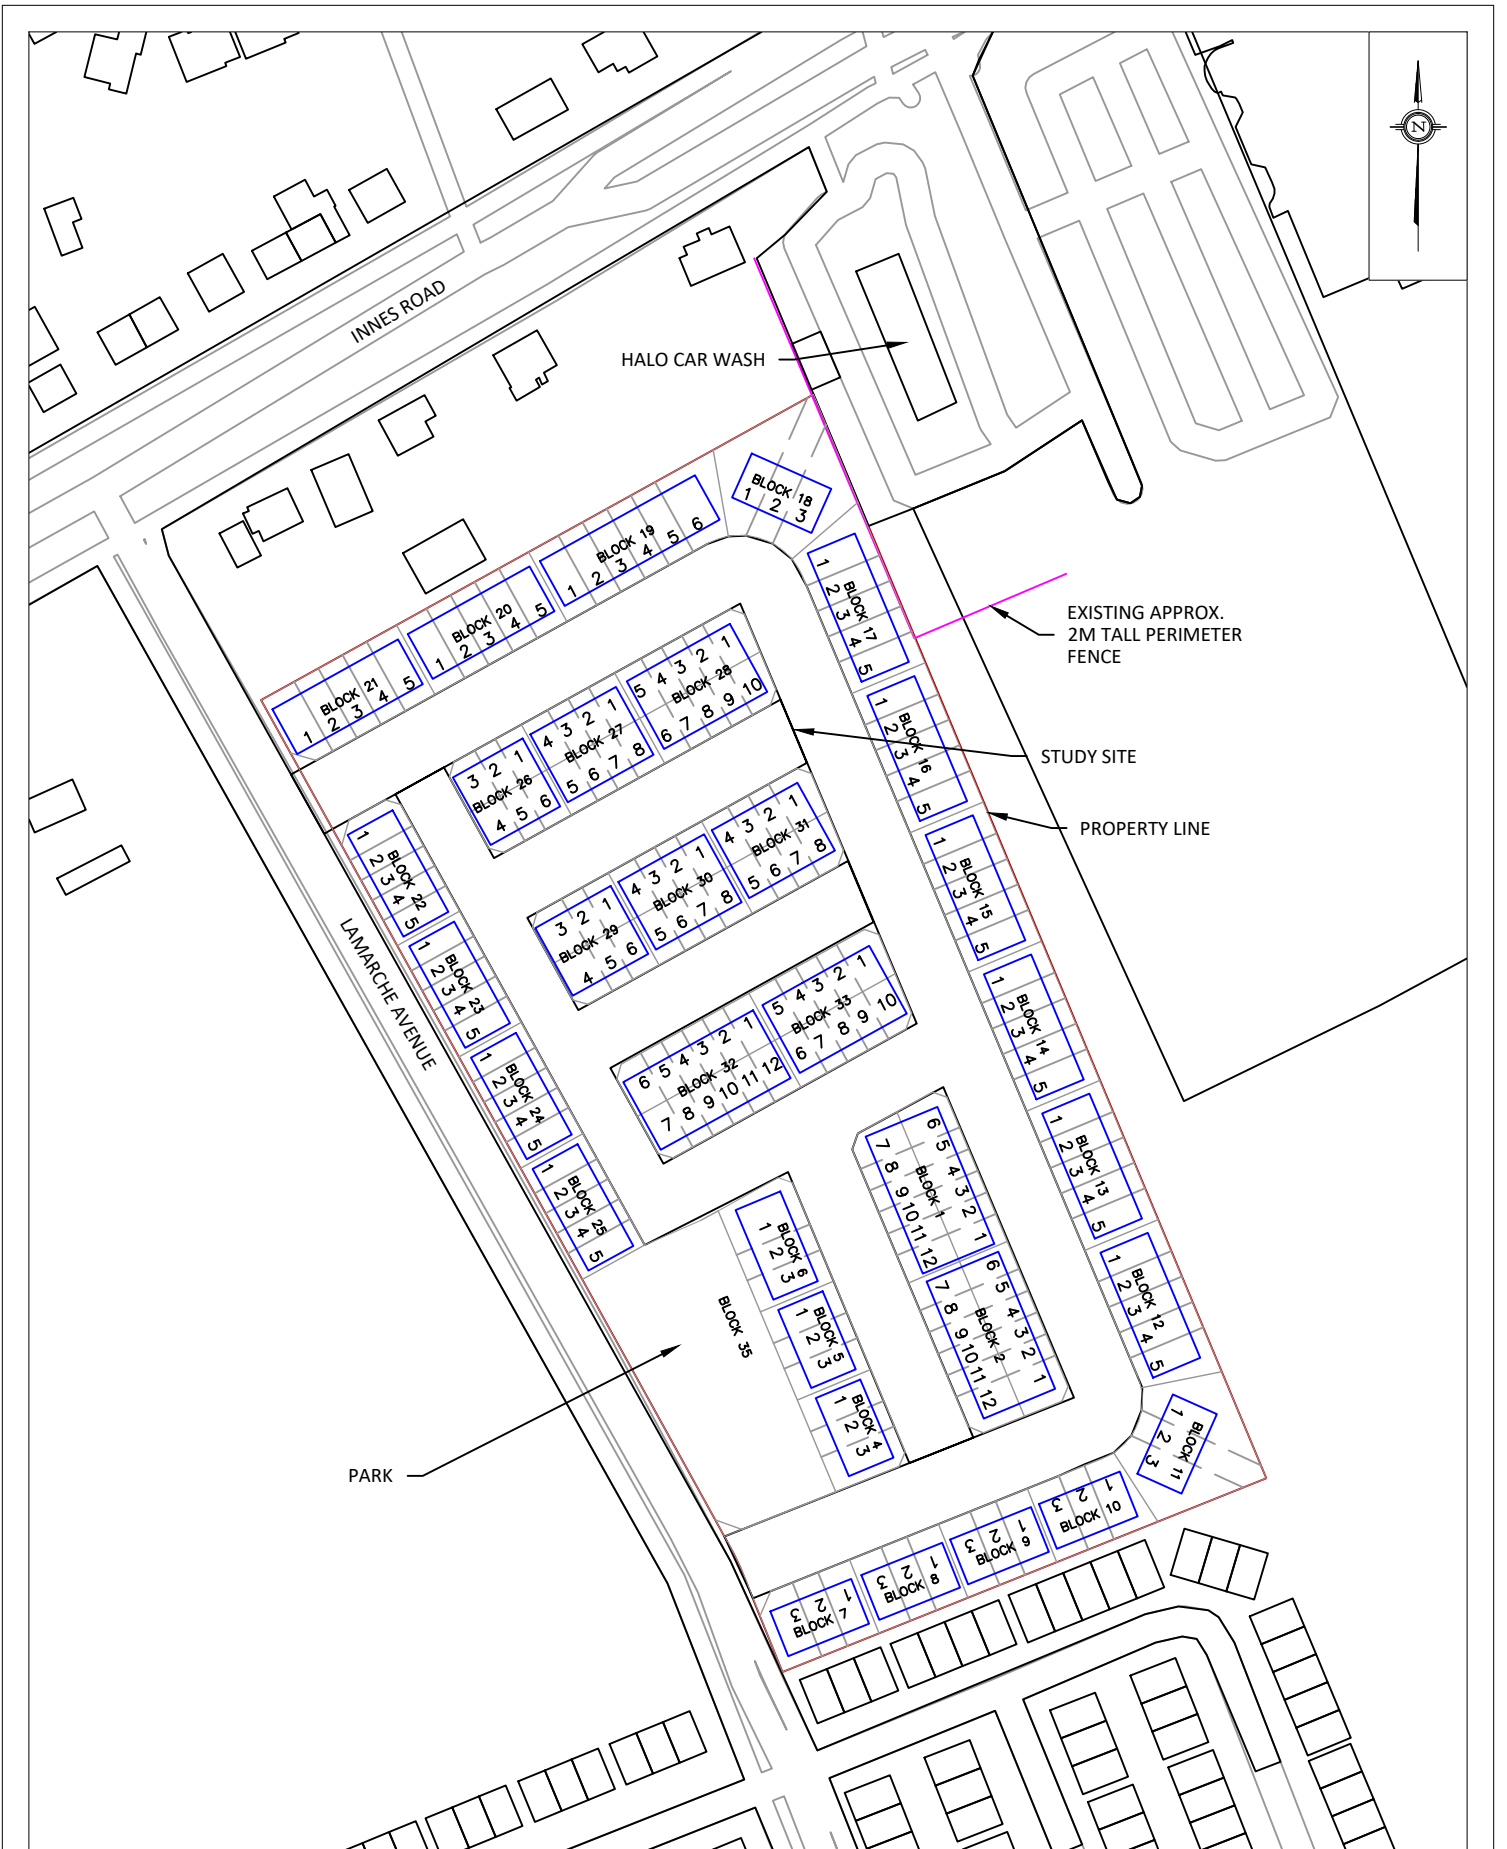 N
INNES ROAD
HALO CAR WASH
BLOCK 18
1 2 3
BLOCK 19
1 2 3 4 5 6
BLOCK 20
1 2 3 4 5
BLOCK 21
1 2 3 4 5
BLOCK 17
1 2 3 4 5
EXISTING APPROX.
2M TALL PERIMETER
FENCE
5 4 3 2 1
BLOCK 28
6 7 8 9 10
4 3 2 1
BLOCK 27
5 6 7 8
3 2 1
BLOCK 26
4 5 6
BLOCK 16
1 2 3 4 5
STUDY SITE
PROPERTY LINE
4 3 2 1
BLOCK 31
5 6 7 8
4 3 2 1
BLOCK 30
5 6 7 8
3 2 1
BLOCK 29
4 5 6
BLOCK 22
1 2 3 4 5
BLOCK 15
1 2 3 4 5
LAMARCHE AVENUE
BLOCK 23
1 2 3 4 5
5 4 3 2 1
BLOCK 33
6 7 8 9 10
6 5 4 3 2 1
BLOCK 32
7 8 9 10 11 12
BLOCK 14
1 2 3 4 5
BLOCK 24
1 2 3 4 5
BLOCK 13
1 2 3 4 5
BLOCK 25
1 2 3 4 5
6 5 4 3 2 1
BLOCK 1
7 8 9 10 11 12
BLOCK 6
1 2 3
BLOCK 12
1 2 3 4 5
6 5 4 3 2 1
BLOCK 2
7 8 9 10 11 12
BLOCK 5
1 2 3
BLOCK 35
BLOCK 4
1 2 3
BLOCK 11
1 2 3
PARK
1 2 3
BLOCK 10
1 2 3
BLOCK 9
1 2 3
BLOCK 8
1 2 3
BLOCK 7